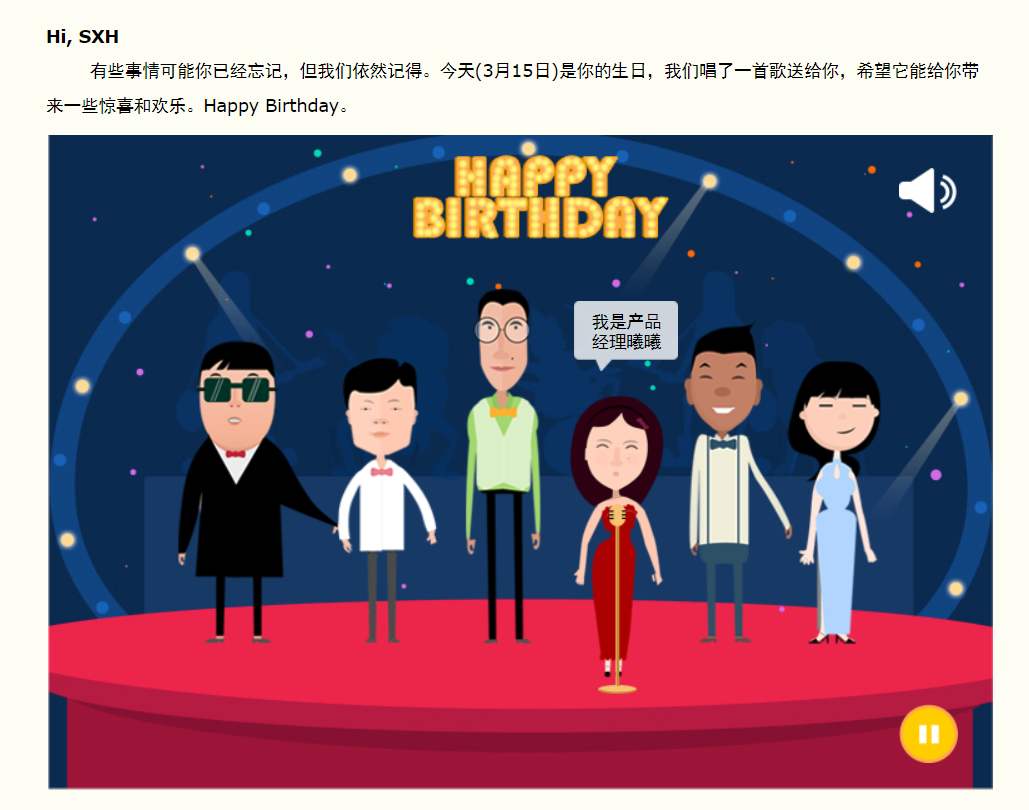 Hi, SXH
有些事情可能你已经忘记，但我们依然记得。今天(3月15日)是你的生日，我们唱了一首歌送给你，希望它能给你带
来一些惊喜和欢乐。Happy Birthday。
HAPPY
BIRTHDAY
我是产品
经理曦曦